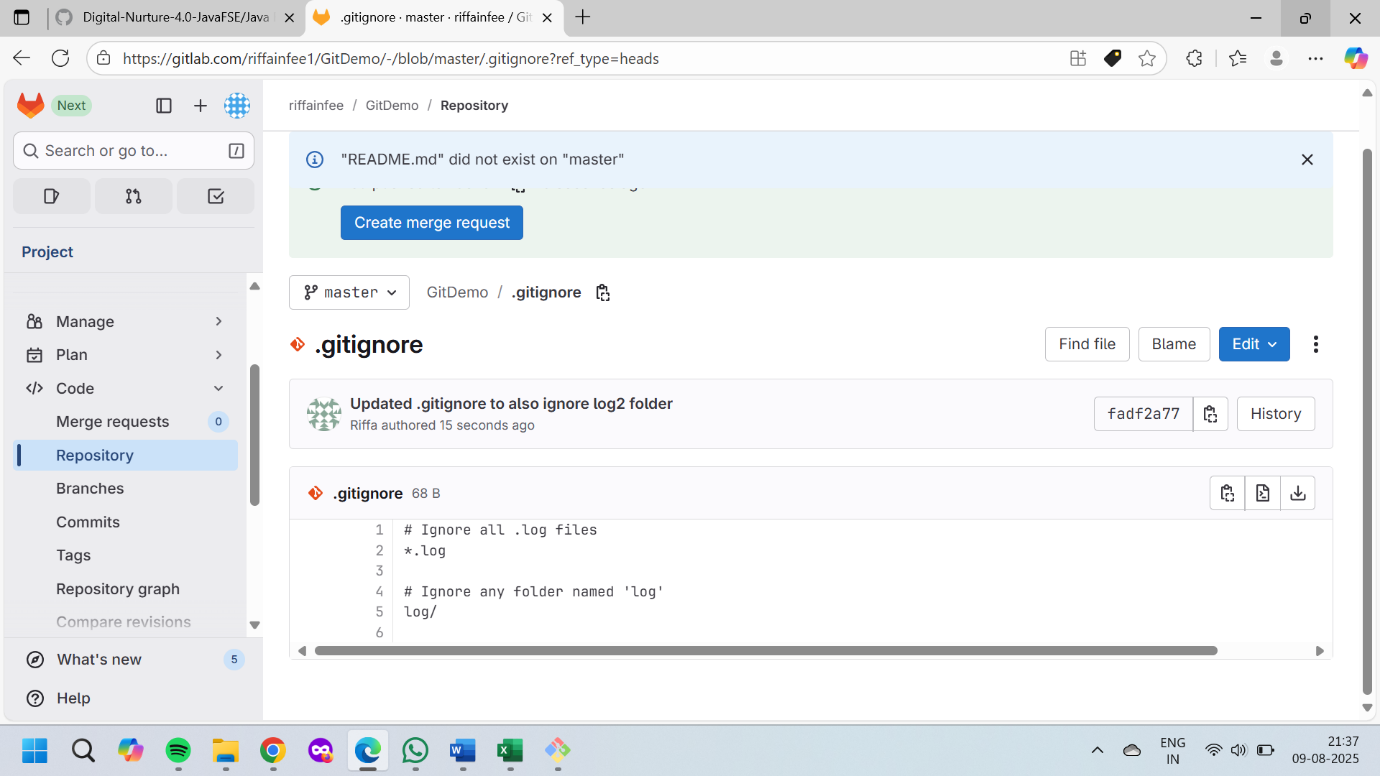 Digital-Nurture-4.0-JavaFSE/Java
.gitignore · master · riffainfee / Git
https://gitlab.com/riffainfee1/GitDemo/-/blob/master/.gitignore?ref_type=heads
Next
Search or go to...
Project
Manage
Plan
Code
Merge requests 0
Repository
Branches
Commits
Tags
Repository graph
Compare revisions
What's new 5
Help
riffainfee / GitDemo / Repository
"README.md" did not exist on "master"
Create merge request
master
GitDemo / .gitignore
.gitignore
Find file
Blame
Edit
Updated .gitignore to also ignore log2 folder
Riffa authored 15 seconds ago
fadf2a77
History
.gitignore 68 B
1 # Ignore all .log files
2 *.log
3
4 # Ignore any folder named 'log'
5 log/
6
ENG
IN
21:37
09-08-2025